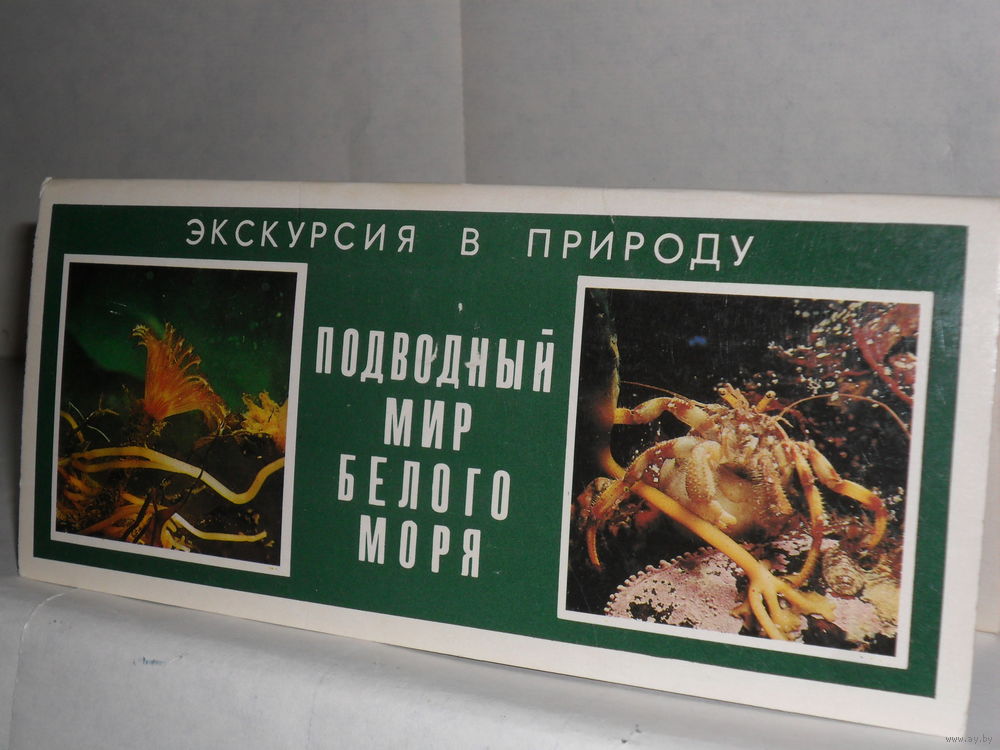 ЭКСКУРСИЯ В ПРИРОДУ
ПОДВОДНЫЙ
МИР
БЕЛОГО
МОРЯ
www.ay.by